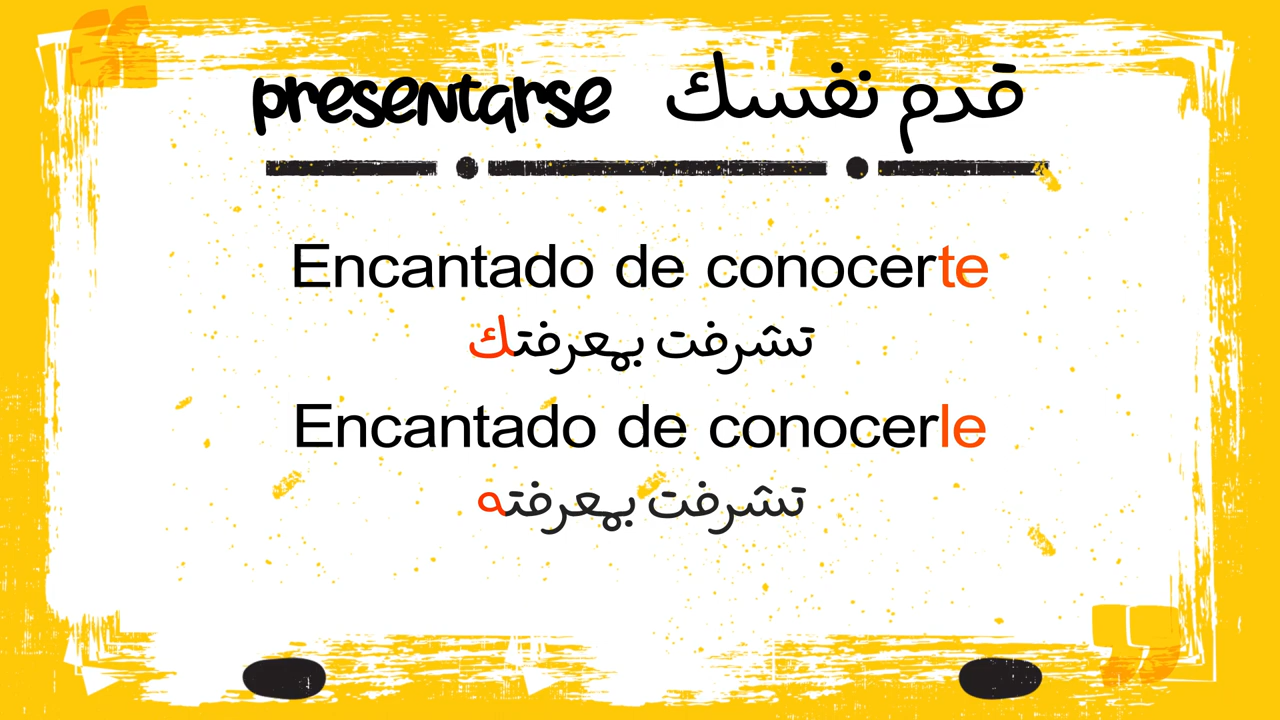 presentarse قدم نفسك
Encantado de conocerte
تشرفت بمعرفتك
Encantado de conocerle
تشرفت بمعرفته